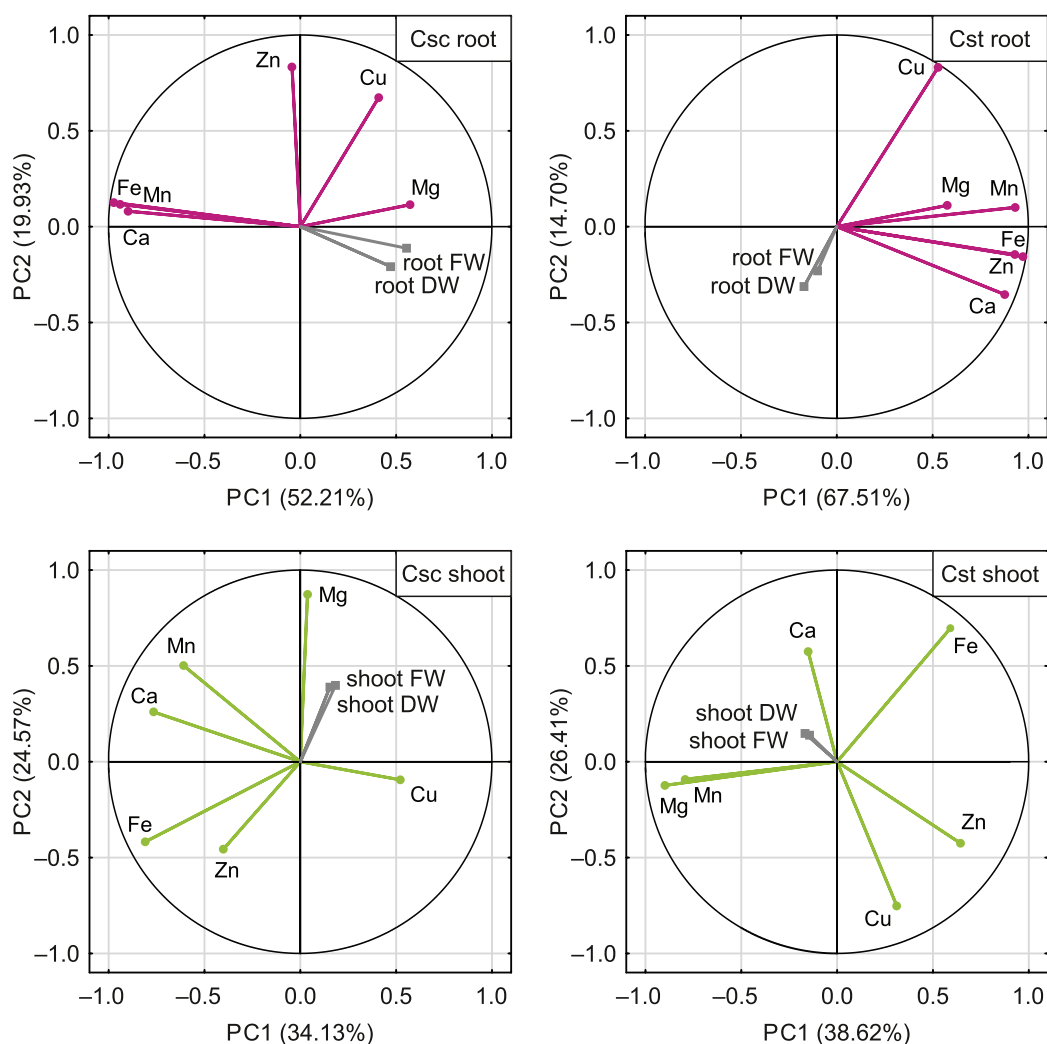 Csc root
1.0
0.5
0.0
–0.5
–1.0
PC2 (19.93%)
Zn
Cu
Fe
Mn
Mg
Ca
root FW
root DW
–1.0 –0.5 0.0 0.5 1.0
PC1 (52.21%)
Cst root
1.0
0.5
0.0
–0.5
–1.0
PC2 (14.70%)
Cu
Mg
Mn
root FW
Fe
root DW
Zn
Ca
–1.0 –0.5 0.0 0.5 1.0
PC1 (67.51%)
Csc shoot
1.0
0.5
0.0
–0.5
–1.0
PC2 (24.57%)
Mg
Mn
shoot FW
Ca
shoot DW
Cu
Fe
Zn
–1.0 –0.5 0.0 0.5 1.0
PC1 (34.13%)
Cst shoot
1.0
0.5
0.0
–0.5
–1.0
PC2 (26.41%)
Ca
Fe
shoot DW
shoot FW
Mg
Mn
Zn
Cu
–1.0 –0.5 0.0 0.5 1.0
PC1 (38.62%)